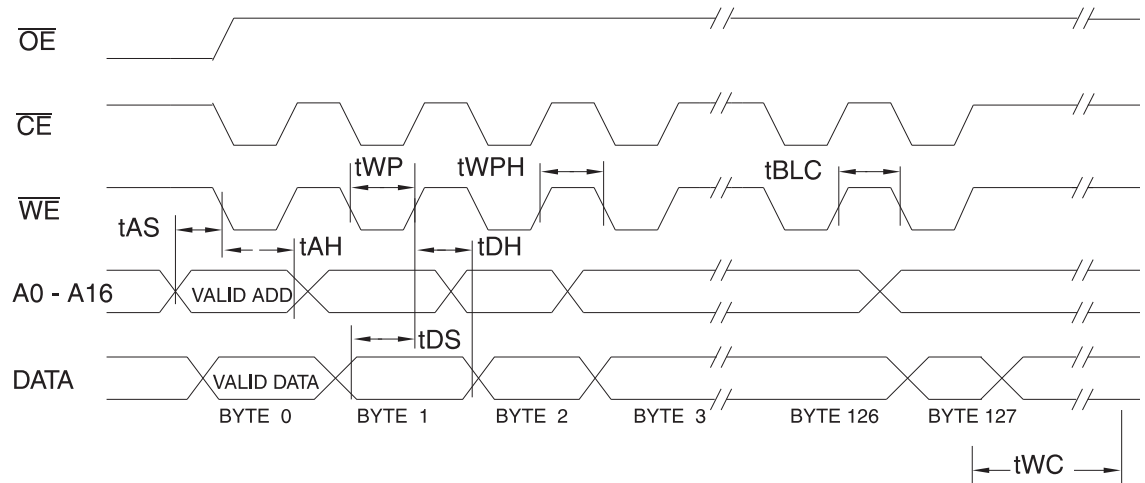 OE
CE
tWP tWPH tBLC
WE
tAS tAH tDH
A0 - A16 VALID ADD
tDS
DATA VALID DATA
BYTE 0 BYTE 1 BYTE 2 BYTE 3 BYTE 126 BYTE 127
tWC